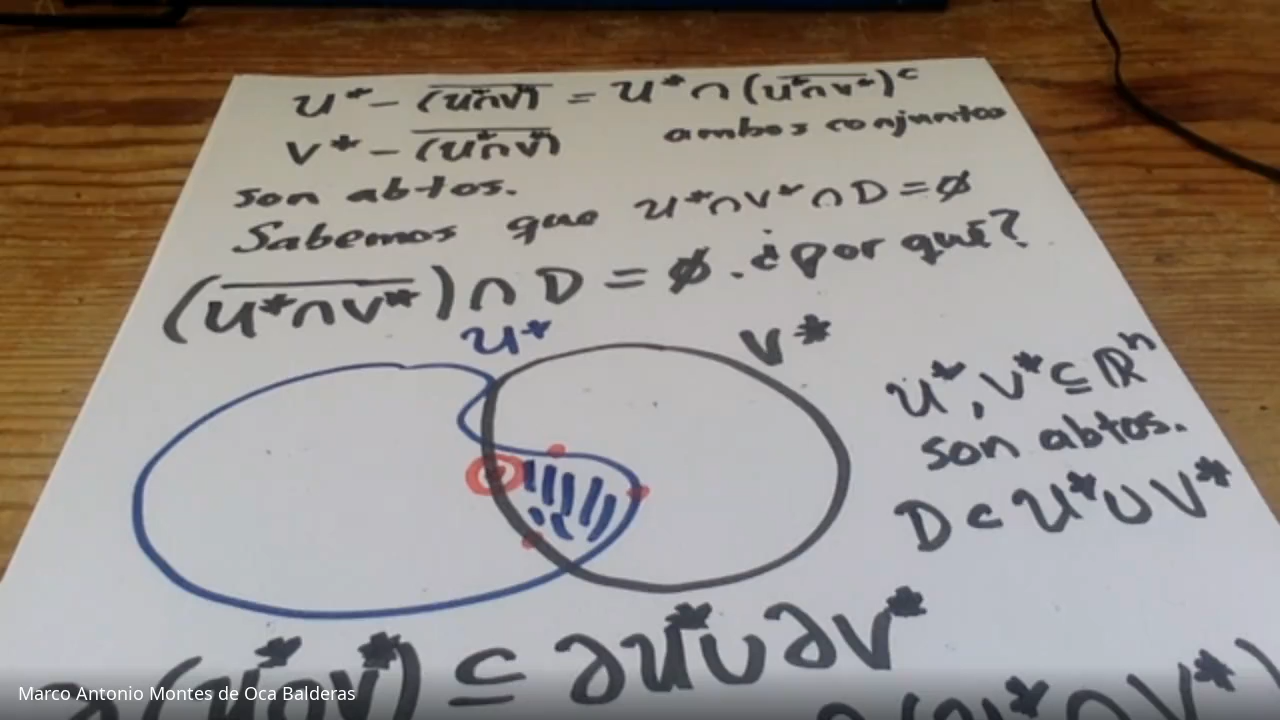 U* - (U*∩V*)‾ = U* ∩ (U*∩V*)‾ᶜ
V* - (U*∩V*)‾ ambos conjuntos
son abtos.
Sabemos que U*∩V*∩D = ∅
(U*∩V*)‾ ∩ D = ∅. ¿por qué?
U* V*
U*, V* ⊆ ℝⁿ
son abtos.
D ⊂ U*∪V*
∂(U*∩V*) ⊆ ∂U*∪∂V*
Marco Antonio Montes de Oca Balderas